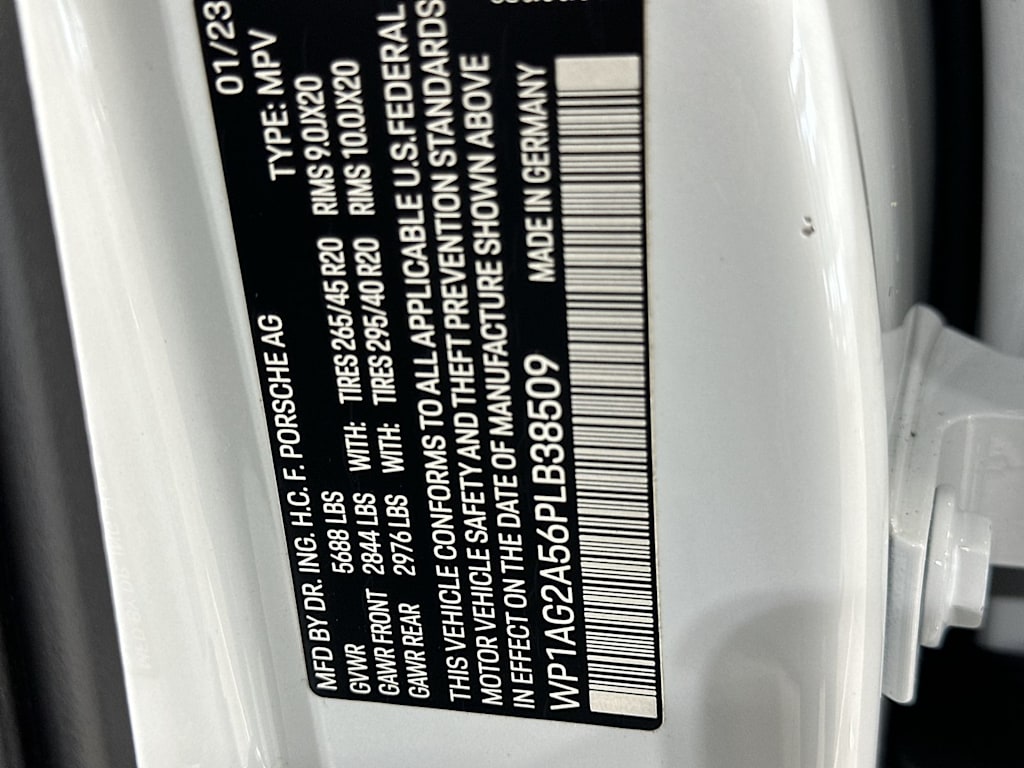 MFD BY DR. ING. H.C. F. PORSCHE AG 01/23
GVWR 5688 LBS TYPE: MPV
GAWR FRONT 2844 LBS WITH: TIRES 265/45 R20 RIMS 9.0JX20
GAWR REAR 2976 LBS WITH: TIRES 295/40 R20 RIMS 10.0JX20
THIS VEHICLE CONFORMS TO ALL APPLICABLE U.S.FEDERAL
MOTOR VEHICLE SAFETY AND THEFT PREVENTION STANDARDS
IN EFFECT ON THE DATE OF MANUFACTURE SHOWN ABOVE
WP1AG2A56PLB38509 MADE IN GERMANY